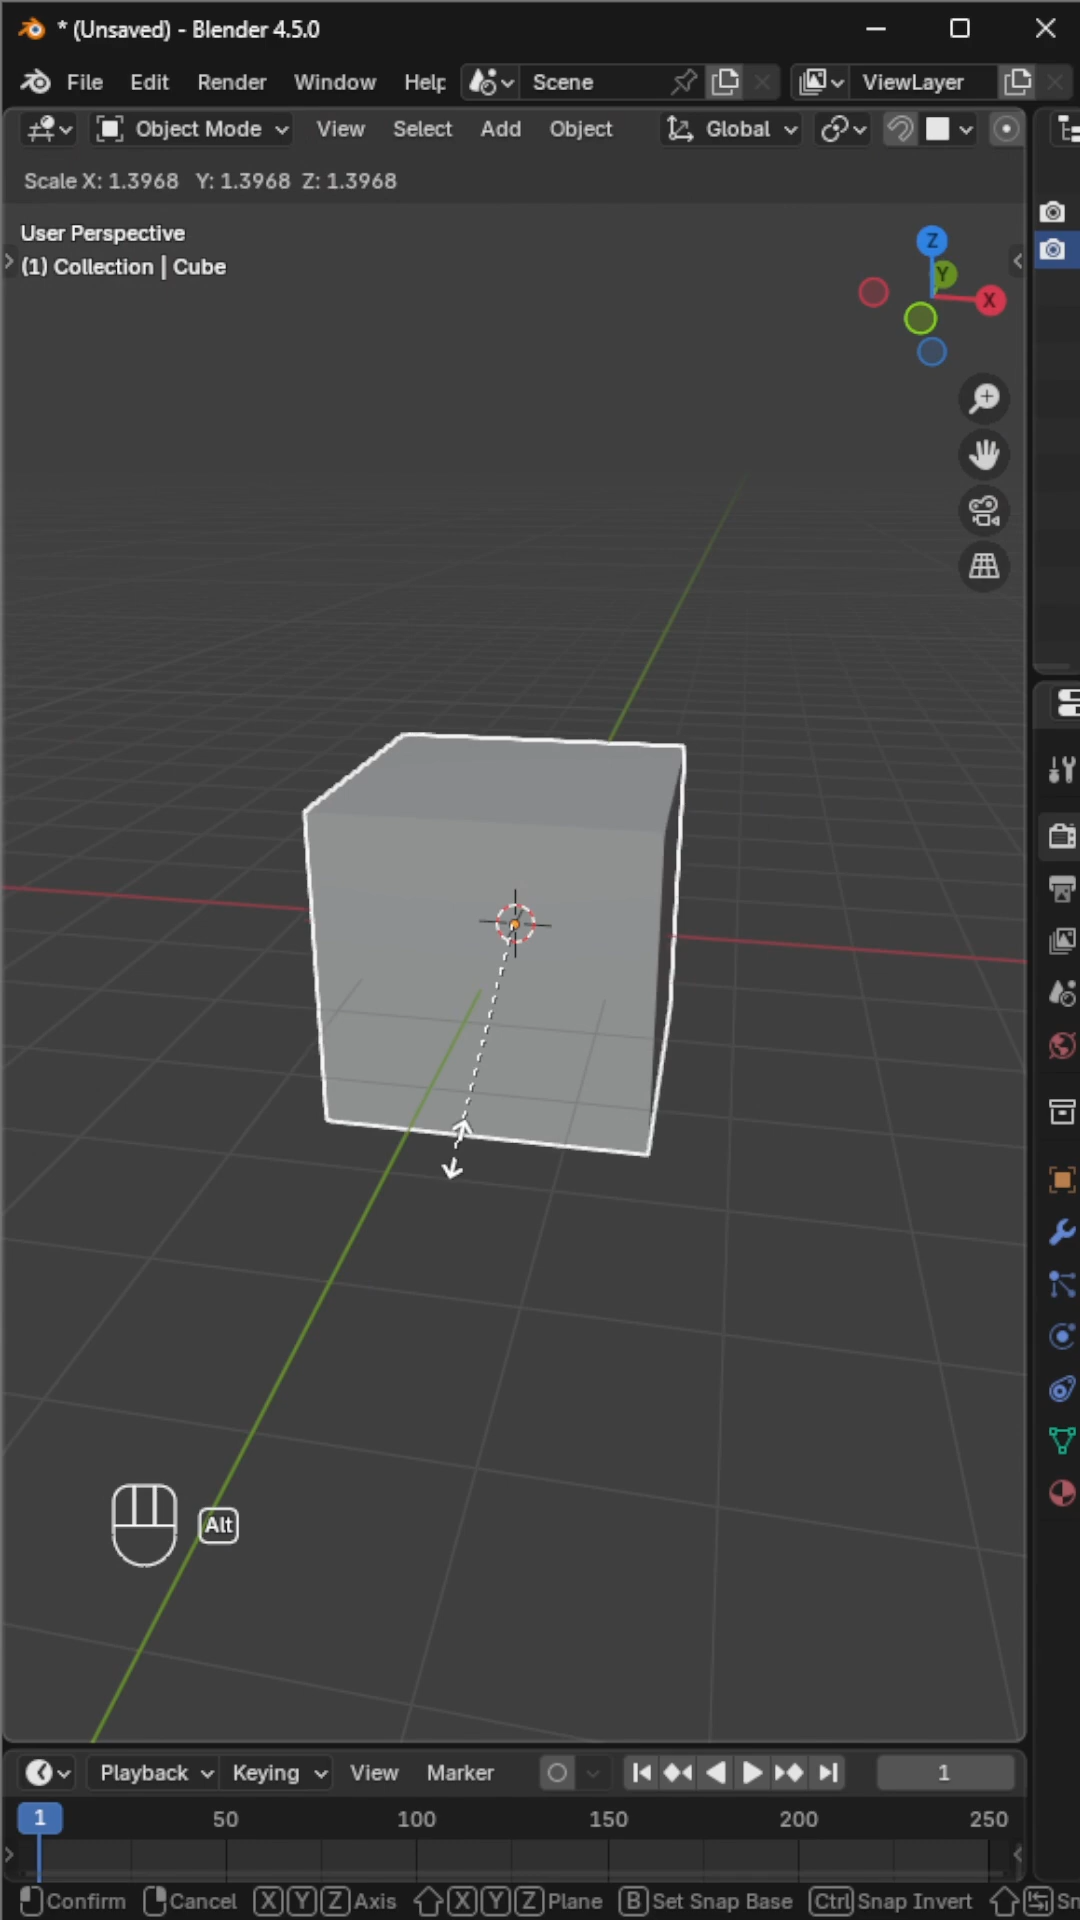 * (Unsaved) - Blender 4.5.0
File Edit Render Window Help Scene ViewLayer
Object Mode View Select Add Object Global
Scale X: 1.3968 Y: 1.3968 Z: 1.3968
User Perspective
(1) Collection | Cube
Z
Y
X
Alt
Playback Keying View Marker 1
1 50 100 150 200 250
Confirm Cancel X Y Z Axis X Y Z Plane B Set Snap Base Ctrl Snap Invert